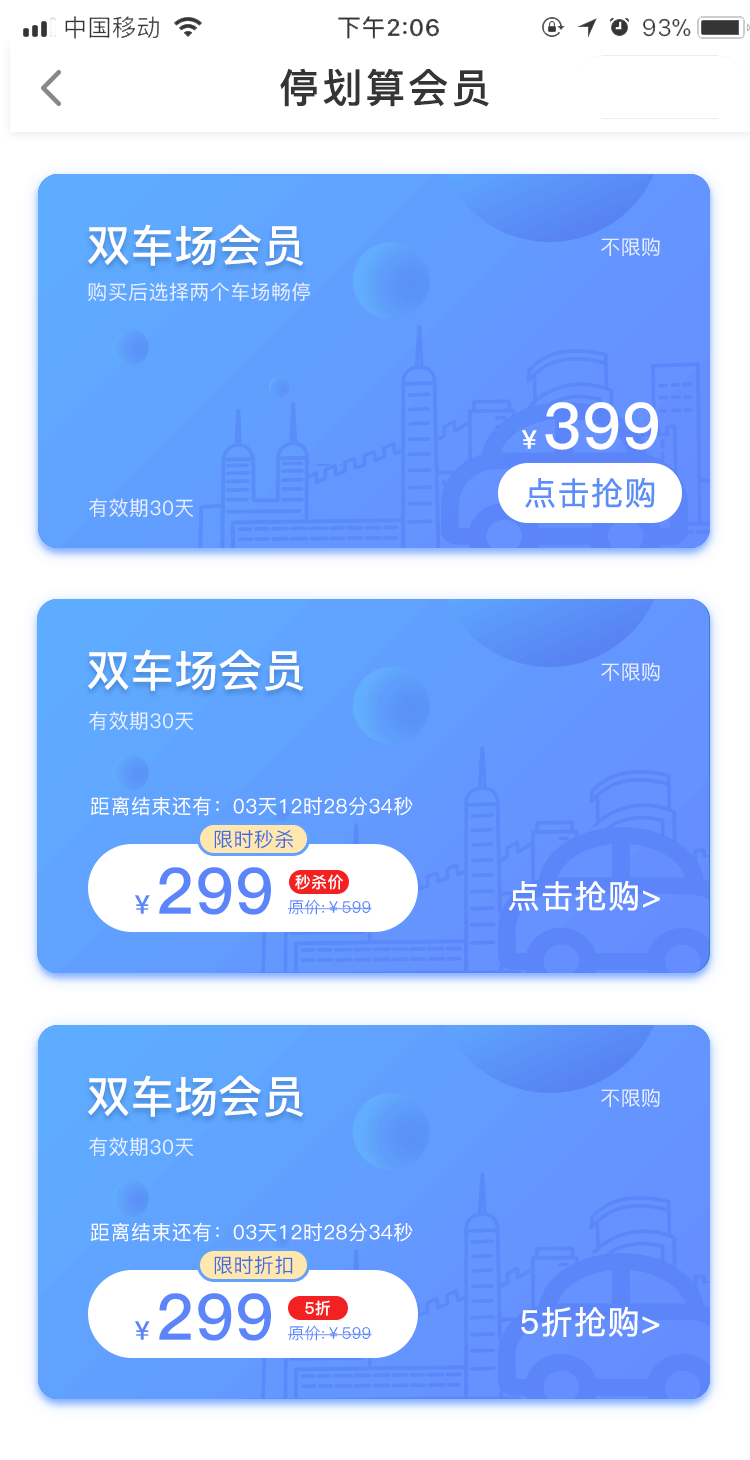 中国移动 下午2:06 93%
停划算会员
双车场会员
不限购
购买后选择两个车场畅停
¥399
有效期30天
点击抢购
双车场会员
不限购
有效期30天
距离结束还有：03天12时28分34秒
限时秒杀
¥299 秒杀价
原价:￥599
点击抢购>
双车场会员
不限购
有效期30天
距离结束还有：03天12时28分34秒
限时折扣
¥299 5折
原价:￥599
5折抢购>